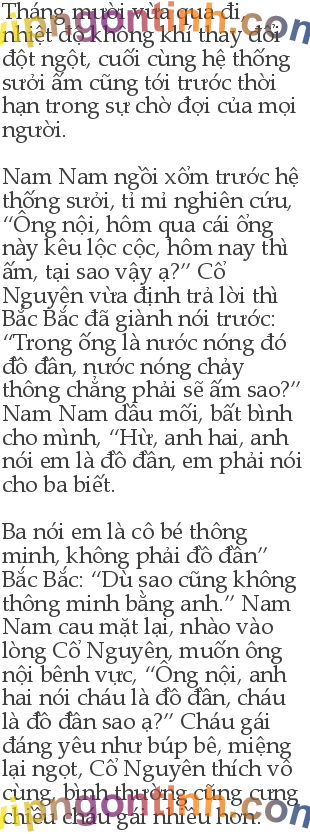 Tháng mười vừa qua đi,
nhiệt độ không khí thay đổi
đột ngột, cuối cùng hệ thống
sưởi ấm cũng tới trước thời
hạn trong sự chờ đợi của mọi
người.
Nam Nam ngồi xổm trước hệ
thống sưởi, tỉ mỉ nghiên cứu,
“Ông nội, hôm qua cái ổng
này kêu lộc cộc, hôm nay thì
ấm, tại sao vậy ạ?” Cổ
Nguyên vừa định trả lời thì
Bắc Bắc đã giành nói trước:
“Trong ống là nước nóng đó
đồ đần, nước nóng chảy
thông chẳng phải sẽ ấm sao?”
Nam Nam dẩu môi, bất bình
cho mình, “Hừ, anh hai, anh
nói em là đồ đần, em phải nói
cho ba biết.
Ba nói em là cô bé thông
minh, không phải đồ đần”
Bắc Bắc: “Dù sao cũng không
thông minh bằng anh.” Nam
Nam cau mặt lại, nhào vào
lòng Cổ Nguyên, muốn ông
nội bênh vực, “Ông nội, anh
hai nói cháu là đồ đần, cháu
là đồ đần sao ạ?” Cháu gái
đáng yêu như búp bê, miệng
lại ngọt, Cổ Nguyên thích vô
cùng, bình thường cũng cưng
chiều cháu gái nhiều hơn.
vipngontinh.com
vipngontinh.com